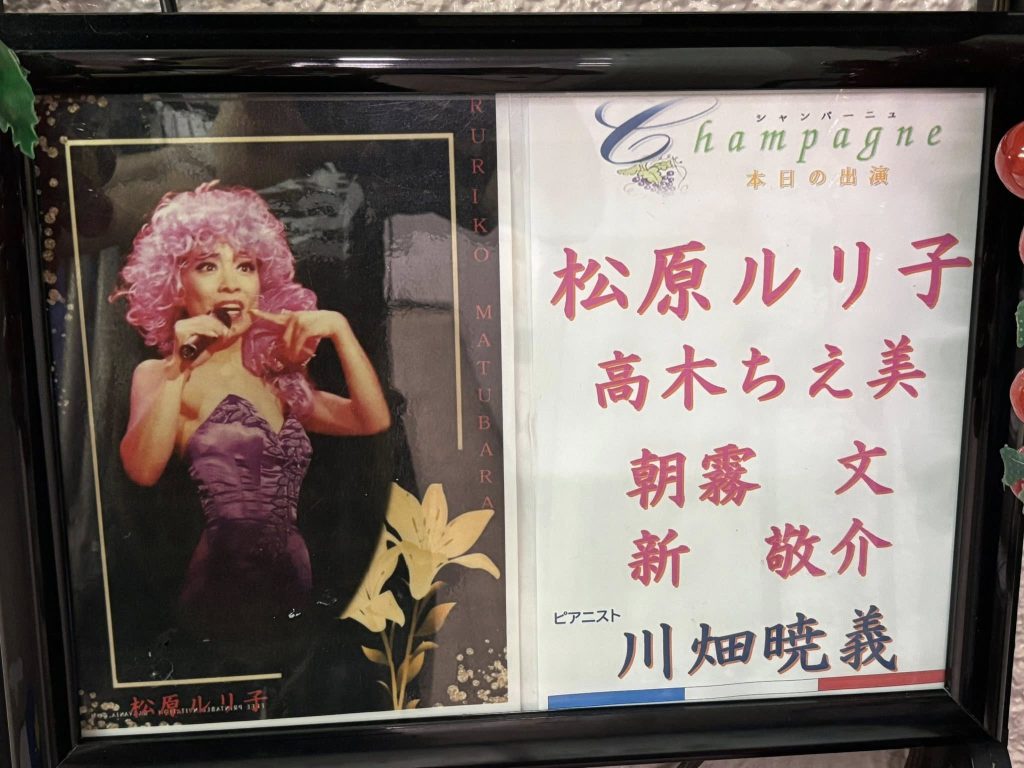 RURIKO MATUBARA
松原ルリ子
シャンパーニュ
Champagne
本日の出演
松原ルリ子
高木ちえ美
朝霧 文
新 敬介
ピアニスト
川畑暁義